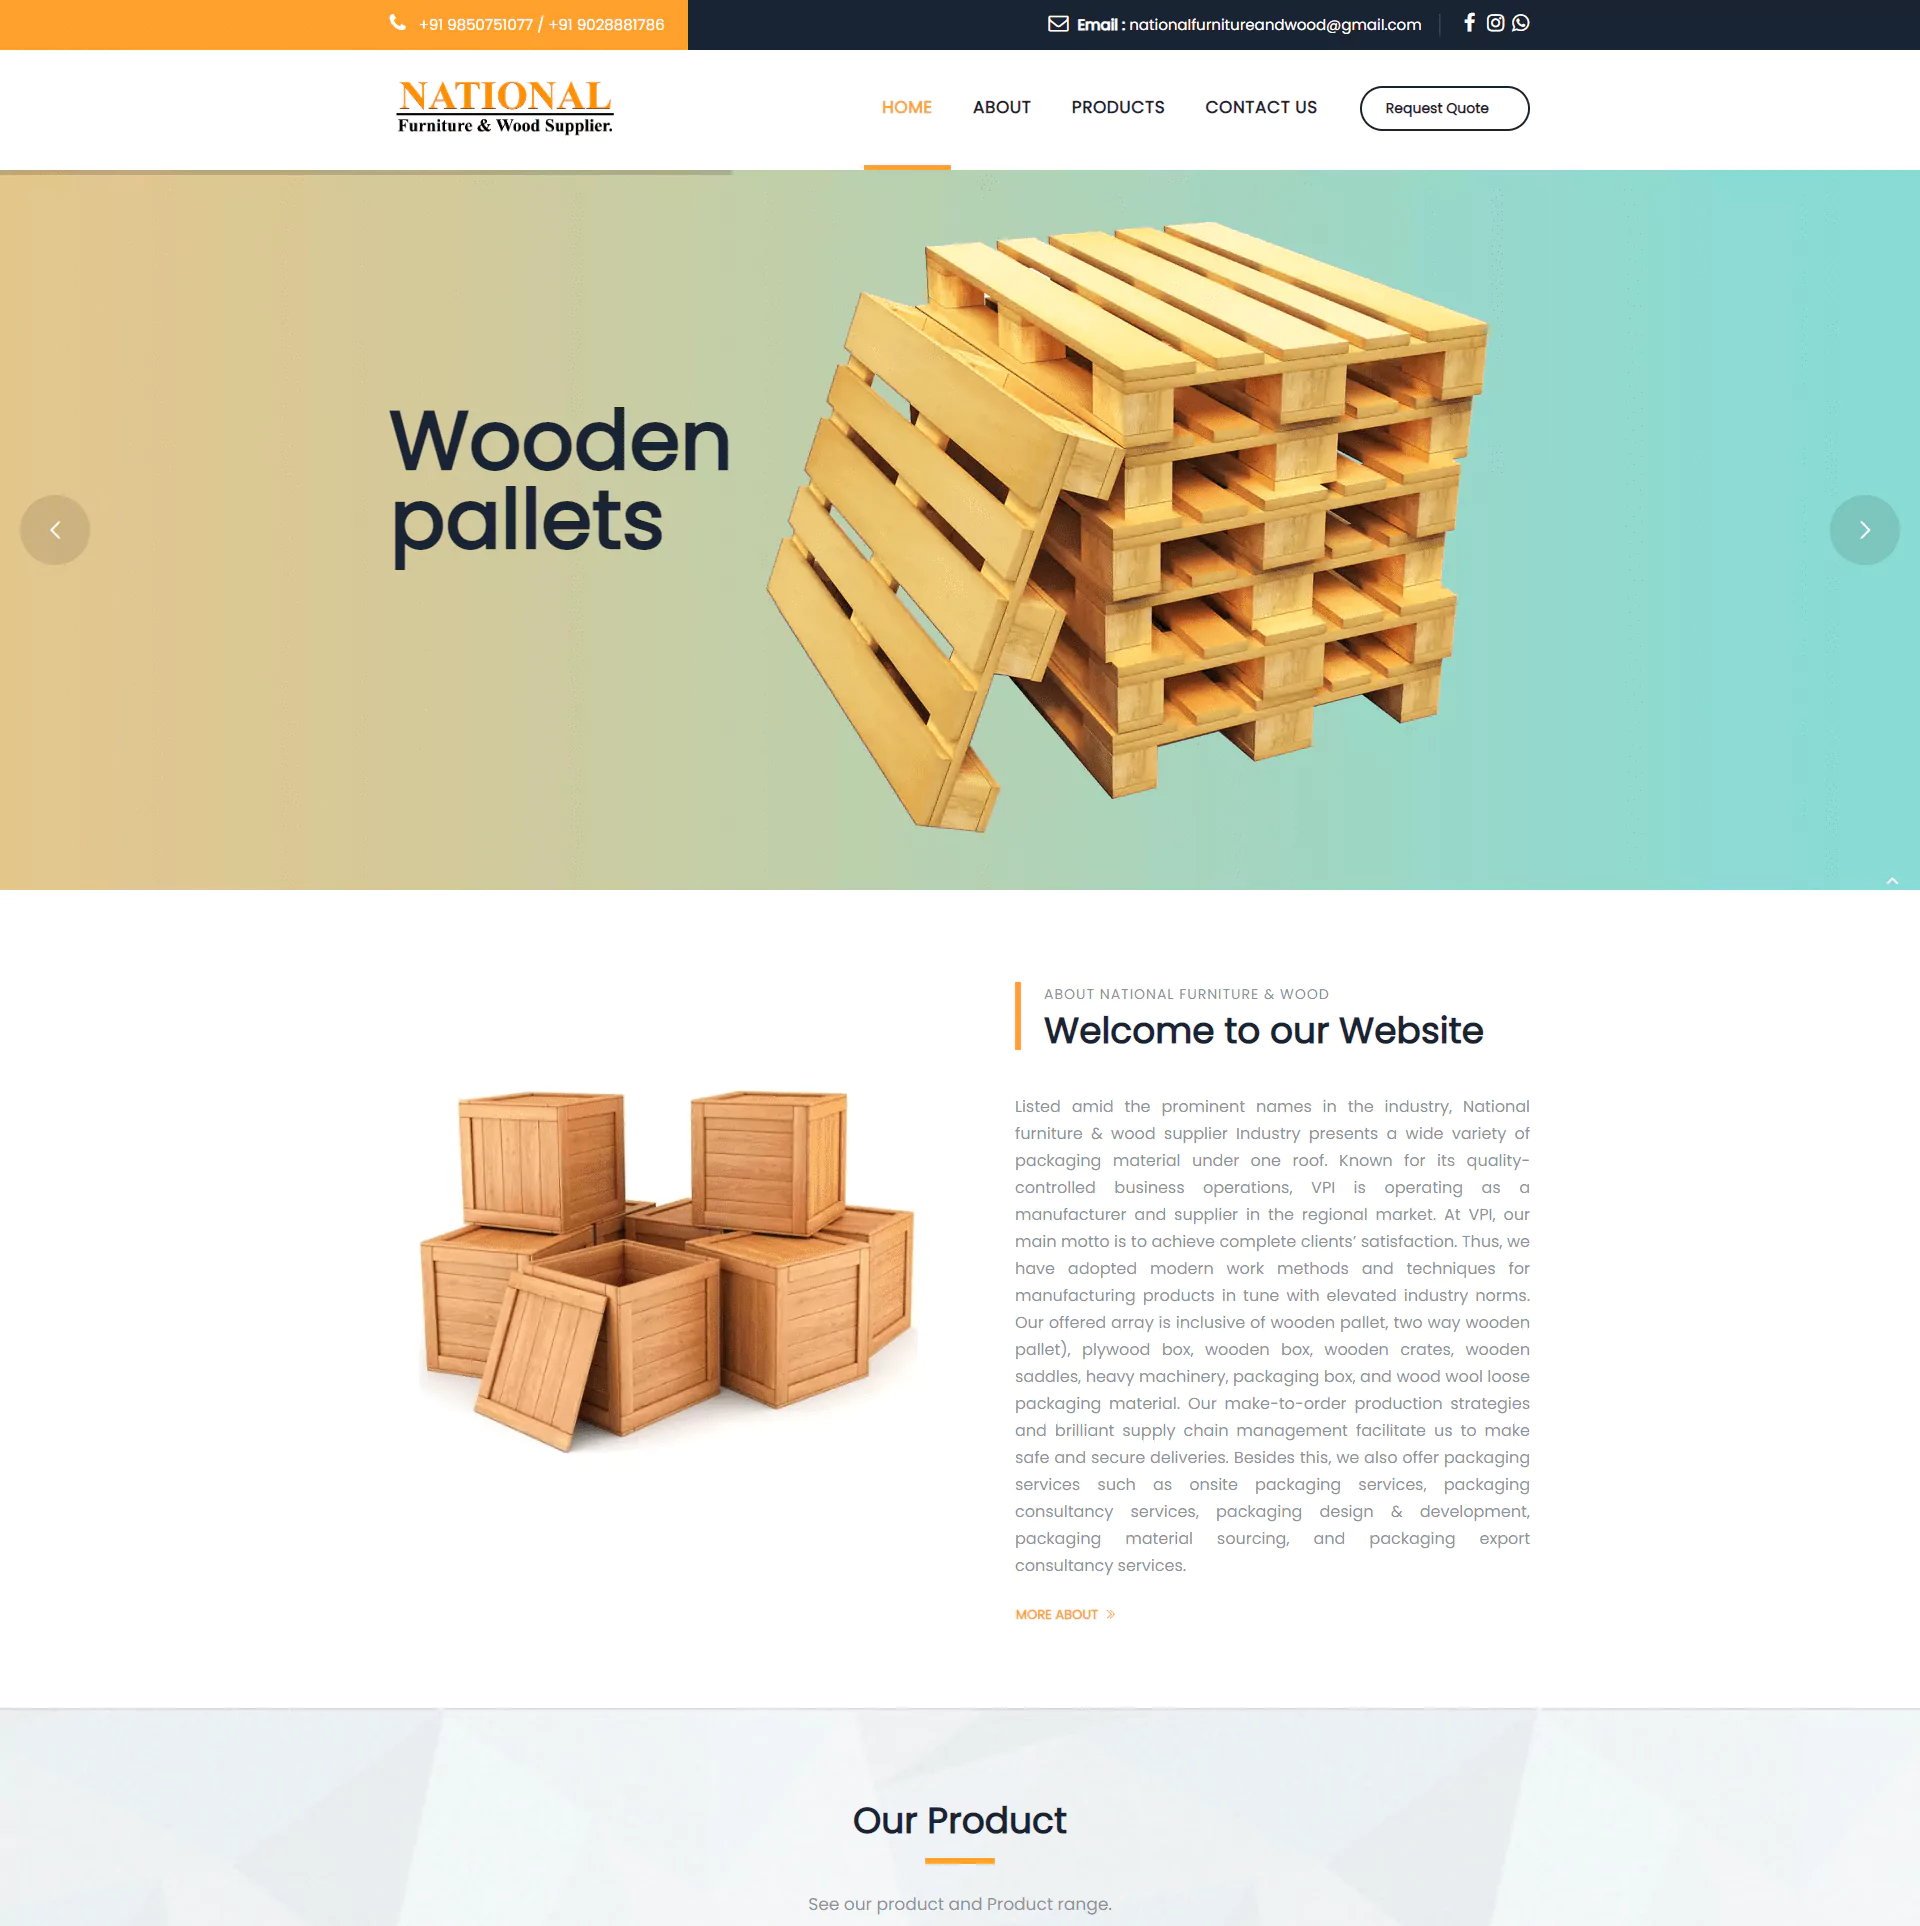 +91 9850751077 / +91 9028881786
Email : nationalfurnitureandwood@gmail.com
NATIONAL
Furniture & Wood Supplier.
HOME
ABOUT
PRODUCTS
CONTACT US
Request Quote
Wooden
pallets
ABOUT NATIONAL FURNITURE & WOOD
Welcome to our Website
Listed amid the prominent names in the industry, National
furniture & wood supplier Industry presents a wide variety of
packaging material under one roof. Known for its quality-
controlled business operations, VPI is operating as a
manufacturer and supplier in the regional market. At VPI, our
main motto is to achieve complete clients’ satisfaction. Thus, we
have adopted modern work methods and techniques for
manufacturing products in tune with elevated industry norms.
Our offered array is inclusive of wooden pallet, two way wooden
pallet), plywood box, wooden box, wooden crates, wooden
saddles, heavy machinery, packaging box, and wood wool loose
packaging material. Our make-to-order production strategies
and brilliant supply chain management facilitate us to make
safe and secure deliveries. Besides this, we also offer packaging
services such as onsite packaging services, packaging
consultancy services, packaging design & development,
packaging material sourcing, and packaging export
consultancy services.
MORE ABOUT
Our Product
See our product and Product range.